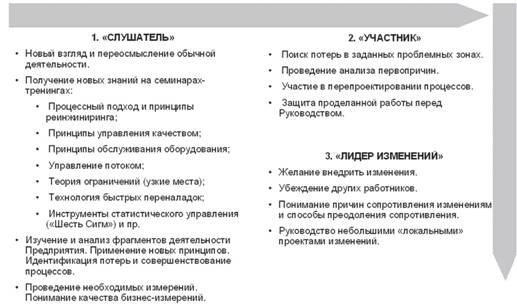 1. «СЛУШАТЕЛЬ»
• Новый взгляд и переосмысление обычной
деятельности.
• Получение новых знаний на семинарах-
тренингах:
• Процессный подход и принципы
реинжиниринга;
• Принципы управления качеством;
• Принципы обслуживания оборудования;
• Управление потоком;
• Теория ограничений (узкие места);
• Технология быстрых переналадок;
• Инструменты статистического управления
(«Шесть Сигм») и пр.
• Изучение и анализ фрагментов деятельности
Предприятия. Применение новых принципов.
Идентификация потерь и совершенствование
процессов.
• Проведение необходимых измерений.
Понимание качества бизнес-измерений.
2. «УЧАСТНИК»
• Поиск потерь в заданных проблемных зонах.
• Проведение анализа первопричин.
• Участие в перепроектировании процессов.
• Защита проделанной работы перед
Руководством.
3. «ЛИДЕР ИЗМЕНЕНИЙ»
• Желание внедрить изменения.
• Убеждение других работников.
• Понимание причин сопротивления изменениям
и способы преодоления сопротивления.
• Руководство небольшими «локальными»
проектами изменений.